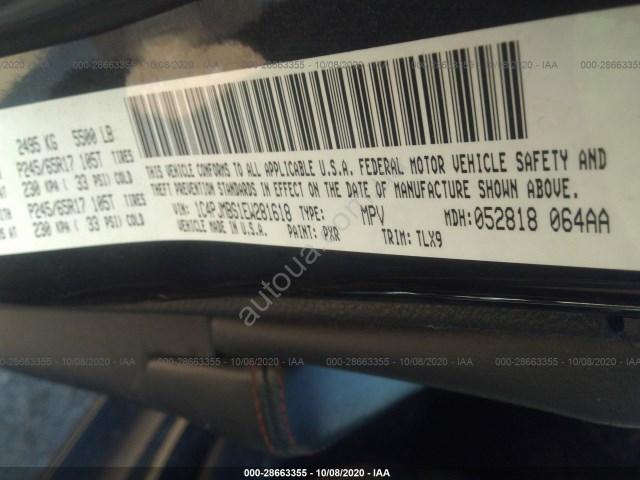 000-28663355 | 10/08/2020 - IAA
2495 KG 5500 LB
P245/65R17 105T TIRES
230 KPA ( 33 PSI) COLD
P245/65R17 105T TIRES
230 KPA ( 33 PSI) COLD
THIS VEHICLE CONFORMS TO ALL APPLICABLE U.S.A. FEDERAL MOTOR VEHICLE SAFETY AND
THEFT PREVENTION STANDARDS IN EFFECT ON THE DATE OF MANUFACTURE SHOWN ABOVE.
VIN: 1C4PJMBS1EW281618 TYPE: MPV MDH:052818 064AA
VEHICLE MADE IN U.S.A. PAINT: PXR TRIM: TLX9
autoua.com
000-28663355 | 10/08/2020 - IAA
000-28663355 - 10/08/2020 - IAA